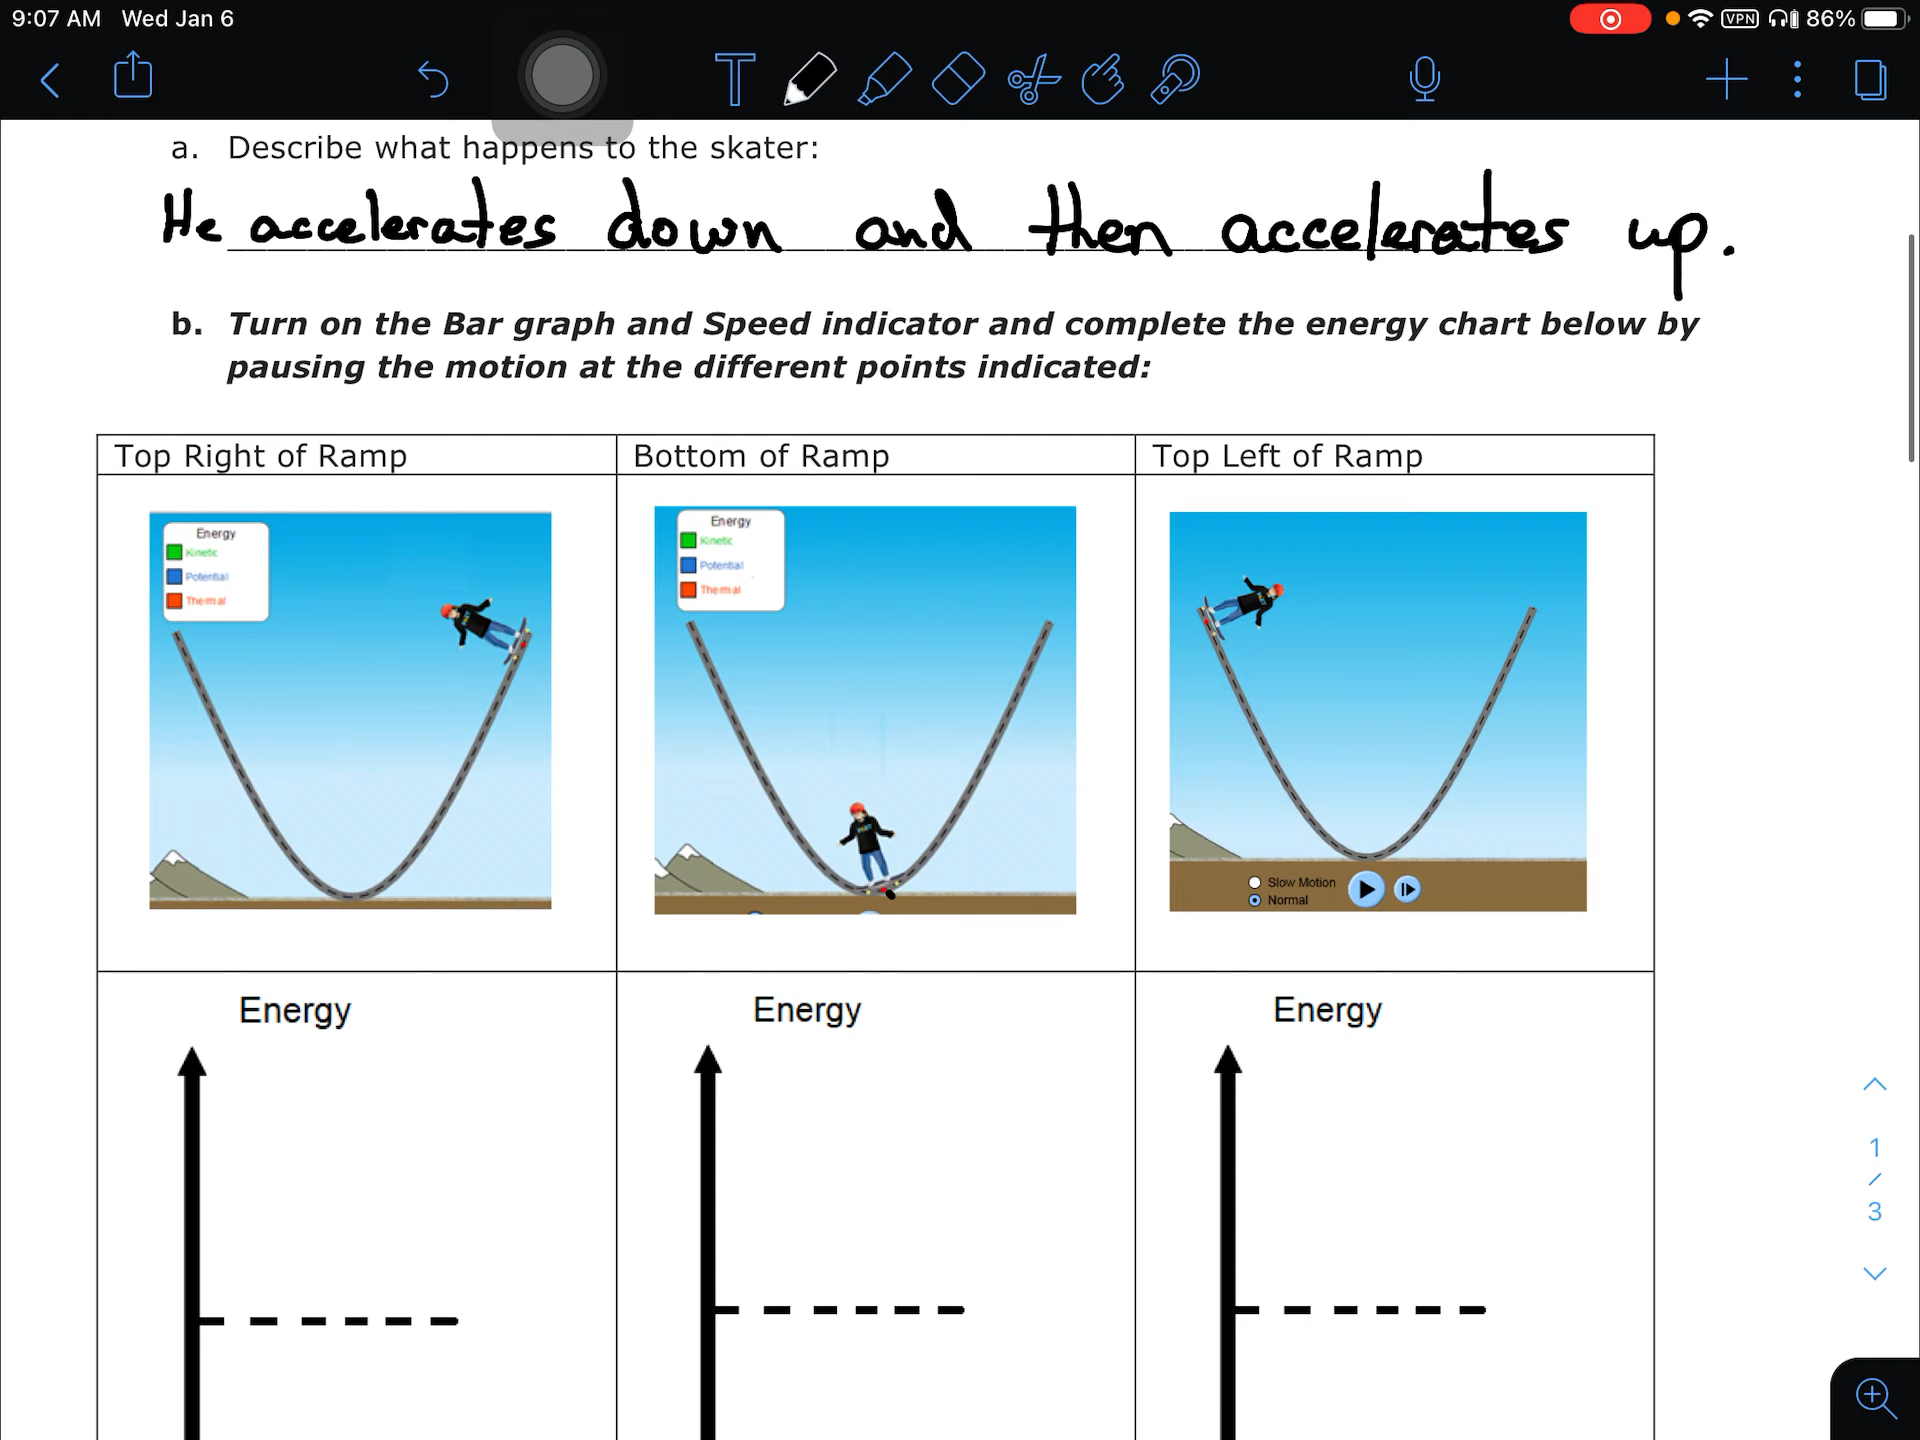 9:07 AM Wed Jan 6
VPN 86%
T
a. Describe what happens to the skater:
He accelerates down and then accelerates up.
b. Turn on the Bar graph and Speed indicator and complete the energy chart below by
pausing the motion at the different points indicated:
Top Right of Ramp
Bottom of Ramp
Top Left of Ramp
Energy
Kinetic
Potential
Thermal
Energy
Kinetic
Potential
Thermal
Slow Motion
Normal
Energy
Energy
Energy
1
/
3